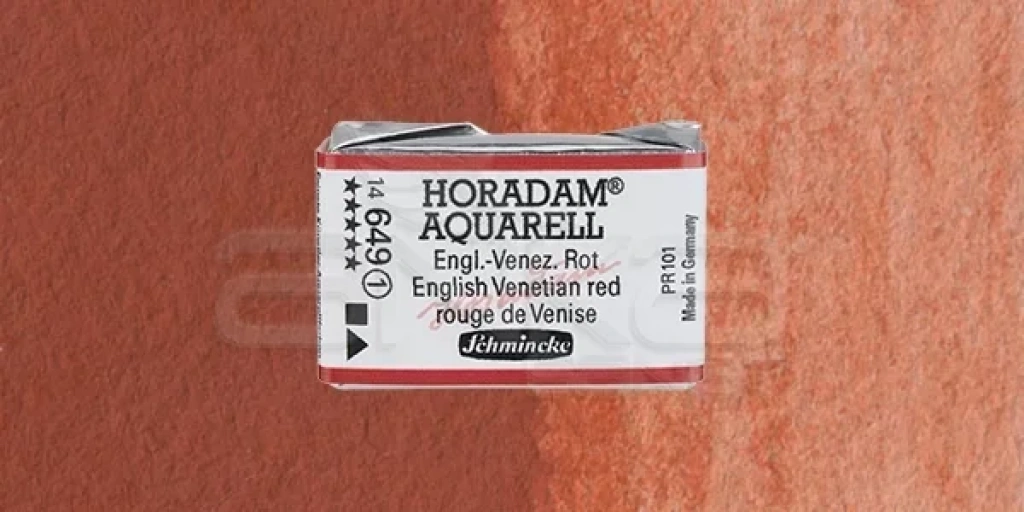 HORADAM®
AQUARELL
Engl.-Venez. Rot
English Venetian red
rouge de Venise
Schmincke
14 649 1
★★★★★
PR101
Made in Germany